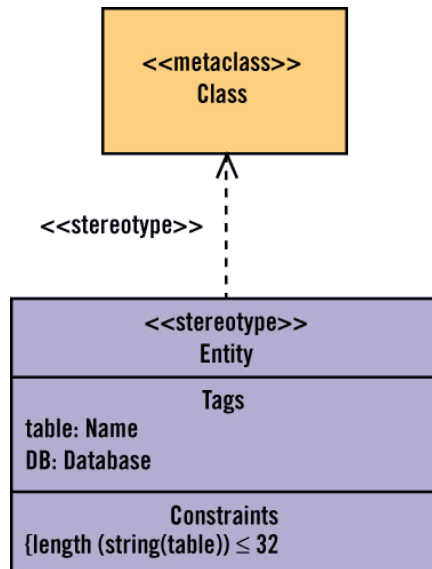 <<metaclass>>
Class
<<stereotype>>
<<stereotype>>
Entity
Tags
table: Name
DB: Database
Constraints
{length (string(table)) ≤ 32